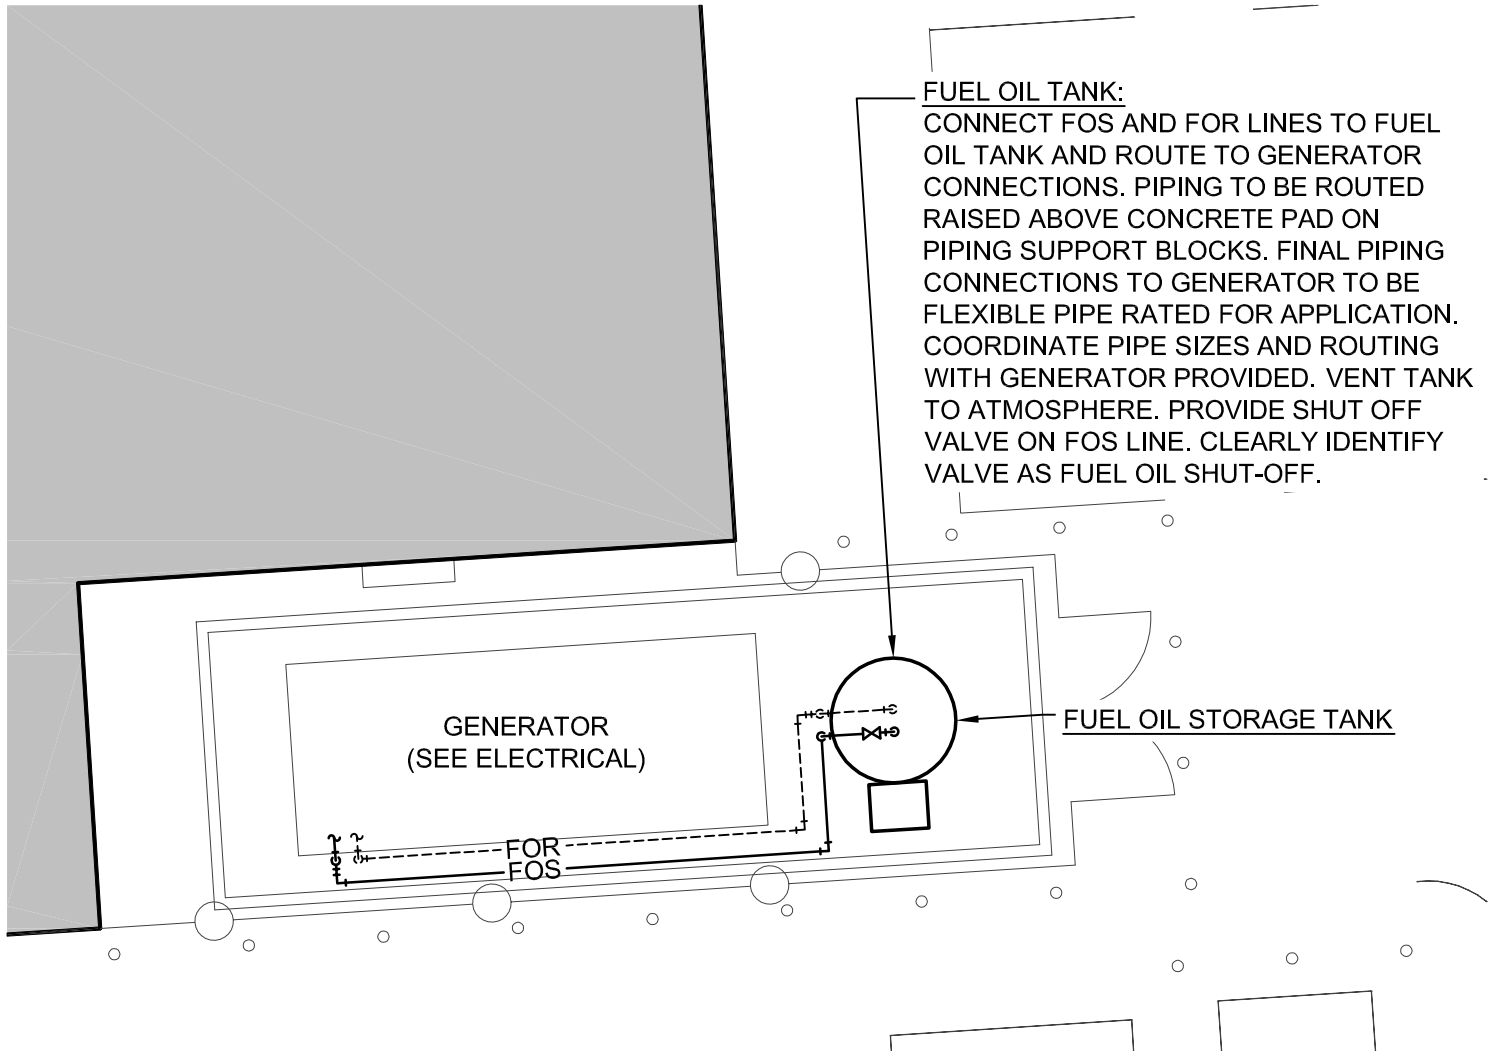 FUEL OIL TANK:
CONNECT FOS AND FOR LINES TO FUEL
OIL TANK AND ROUTE TO GENERATOR
CONNECTIONS. PIPING TO BE ROUTED
RAISED ABOVE CONCRETE PAD ON
PIPING SUPPORT BLOCKS. FINAL PIPING
CONNECTIONS TO GENERATOR TO BE
FLEXIBLE PIPE RATED FOR APPLICATION.
COORDINATE PIPE SIZES AND ROUTING
WITH GENERATOR PROVIDED. VENT TANK
TO ATMOSPHERE. PROVIDE SHUT OFF
VALVE ON FOS LINE. CLEARLY IDENTIFY
VALVE AS FUEL OIL SHUT-OFF.
FUEL OIL STORAGE TANK
GENERATOR
(SEE ELECTRICAL)
FOR
FOS